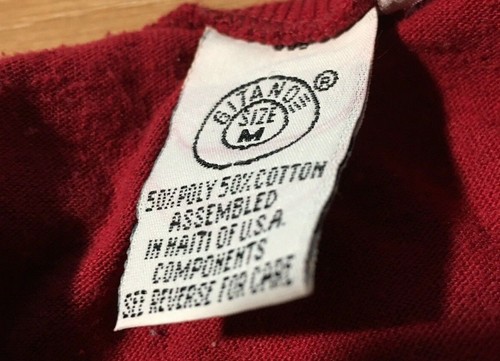 GITANO ®
SIZE
M
50% POLY 50% COTTON
ASSEMBLED
IN HAITI OF U.S.A.
COMPONENTS
SEE REVERSE FOR CARE